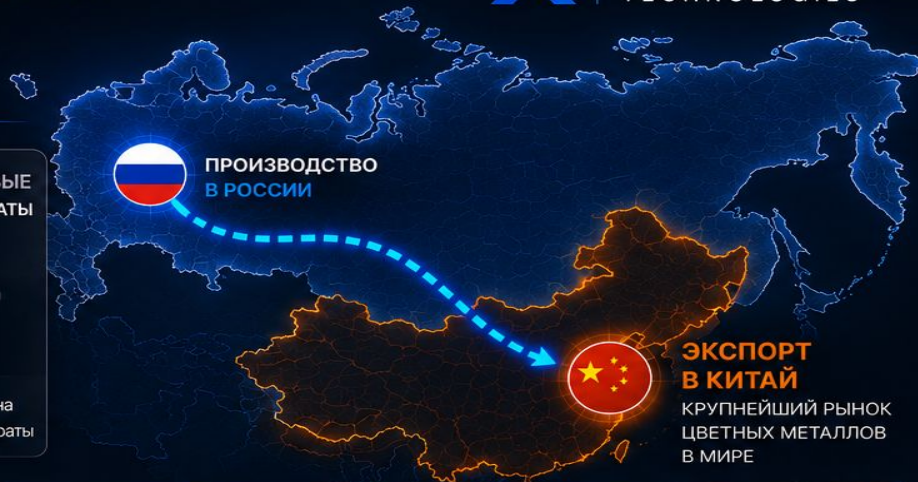 ПРОИЗВОДСТВО
В РОССИИ
ЭКСПОРТ
В КИТАЙ
КРУПНЕЙШИЙ РЫНОК
ЦВЕТНЫХ МЕТАЛЛОВ
В МИРЕ